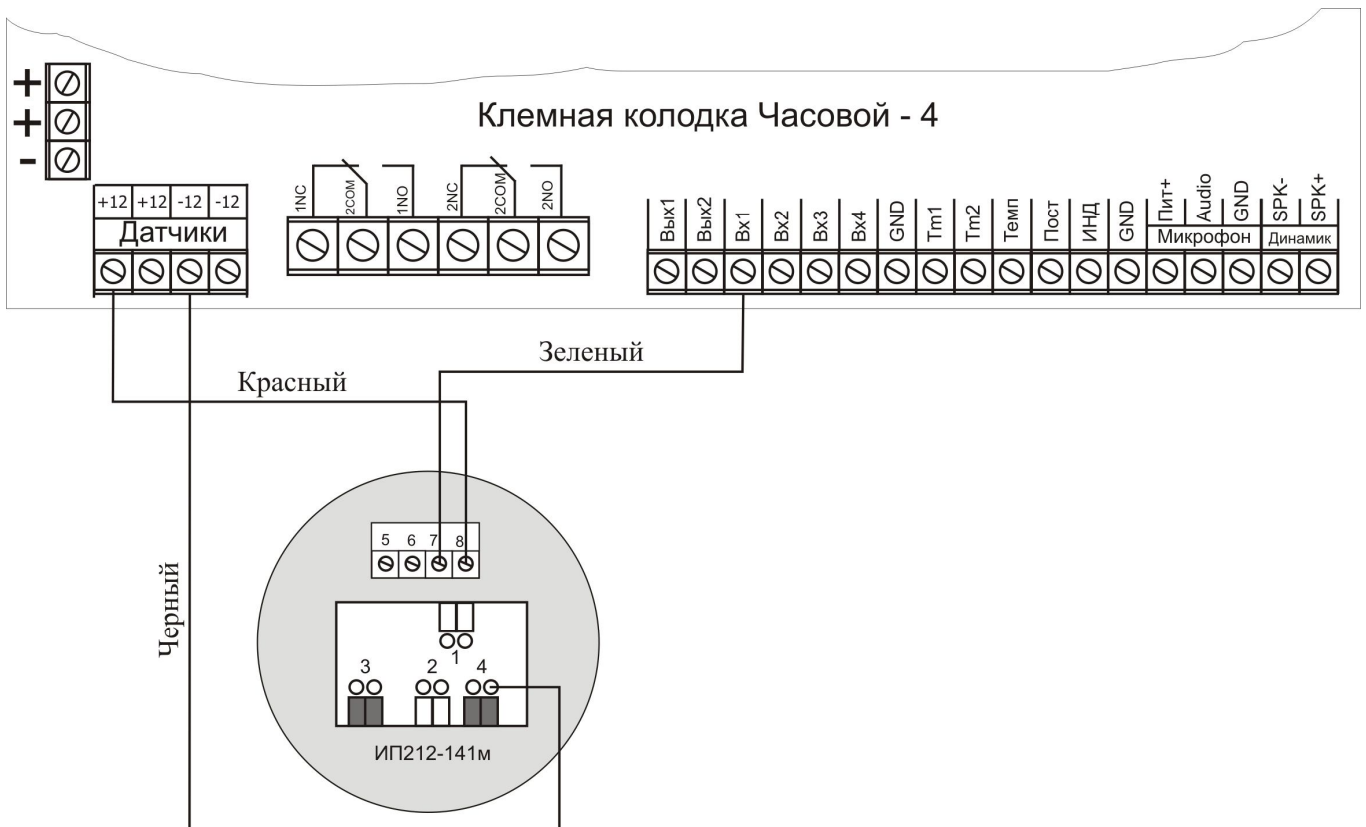 +
+
-
Клемная колодка Часовой - 4
+12 +12 -12 -12
Датчики
1NC 2COM 1NO 2NC 2COM 2NO
Вых1 Вых2 Вх1 Вх2 Вх3 Вх4 GND Tm1 Tm2 Темп Пост ИНД GND Пит+ Audio GND SPK- SPK+
Микрофон Динамик
Зеленый
Красный
Черный
5 6 7 8
1
3 2 4
ИП212-141м